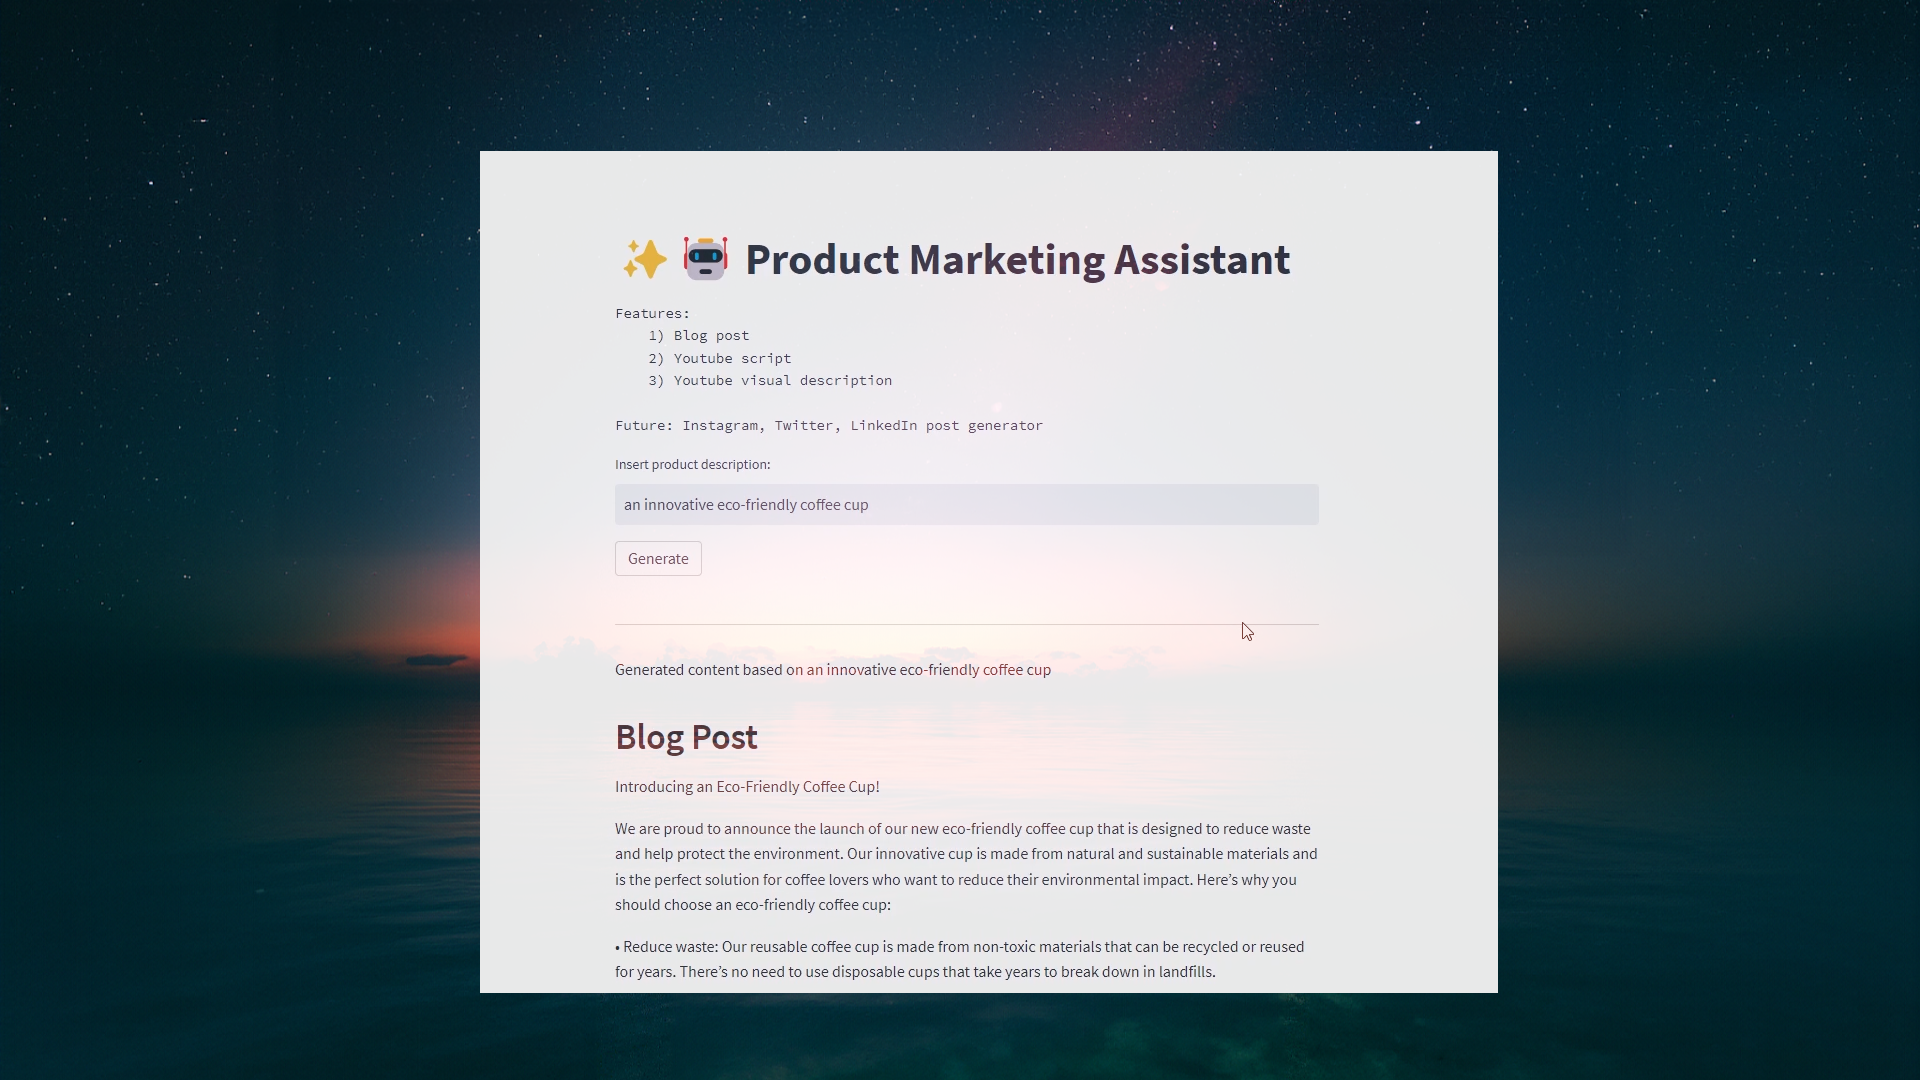 Product Marketing Assistant
Features:
1) Blog post
2) Youtube script
3) Youtube visual description
Future: Instagram, Twitter, LinkedIn post generator
Insert product description:
an innovative eco-friendly coffee cup
Generate
Generated content based on an innovative eco-friendly coffee cup
Blog Post
Introducing an Eco-Friendly Coffee Cup!
We are proud to announce the launch of our new eco-friendly coffee cup that is designed to reduce waste
and help protect the environment. Our innovative cup is made from natural and sustainable materials and
is the perfect solution for coffee lovers who want to reduce their environmental impact. Here’s why you
should choose an eco-friendly coffee cup:
• Reduce waste: Our reusable coffee cup is made from non-toxic materials that can be recycled or reused
for years. There’s no need to use disposable cups that take years to break down in landfills.